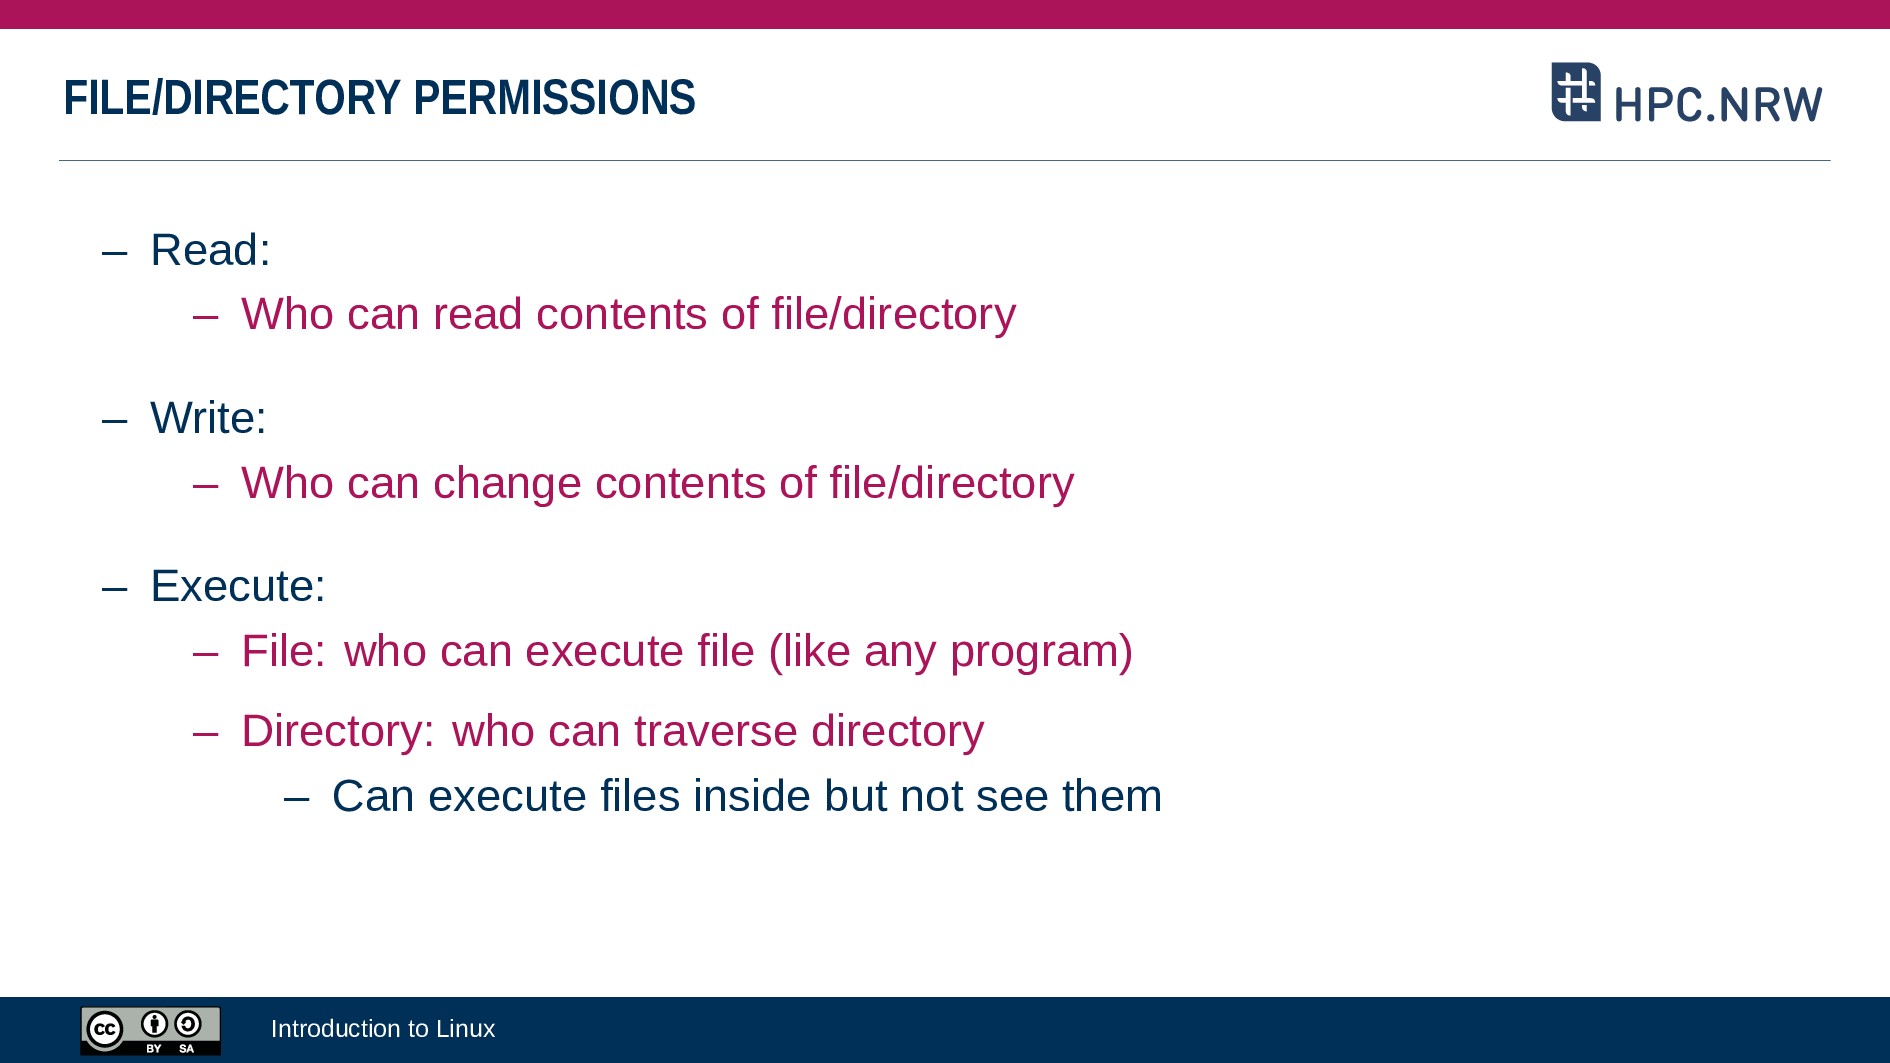 FILE/DIRECTORY PERMISSIONS
HPC.NRW
– Read:
– Who can read contents of file/directory
– Write:
– Who can change contents of file/directory
– Execute:
– File: who can execute file (like any program)
– Directory: who can traverse directory
– Can execute files inside but not see them
cc BY SA
Introduction to Linux